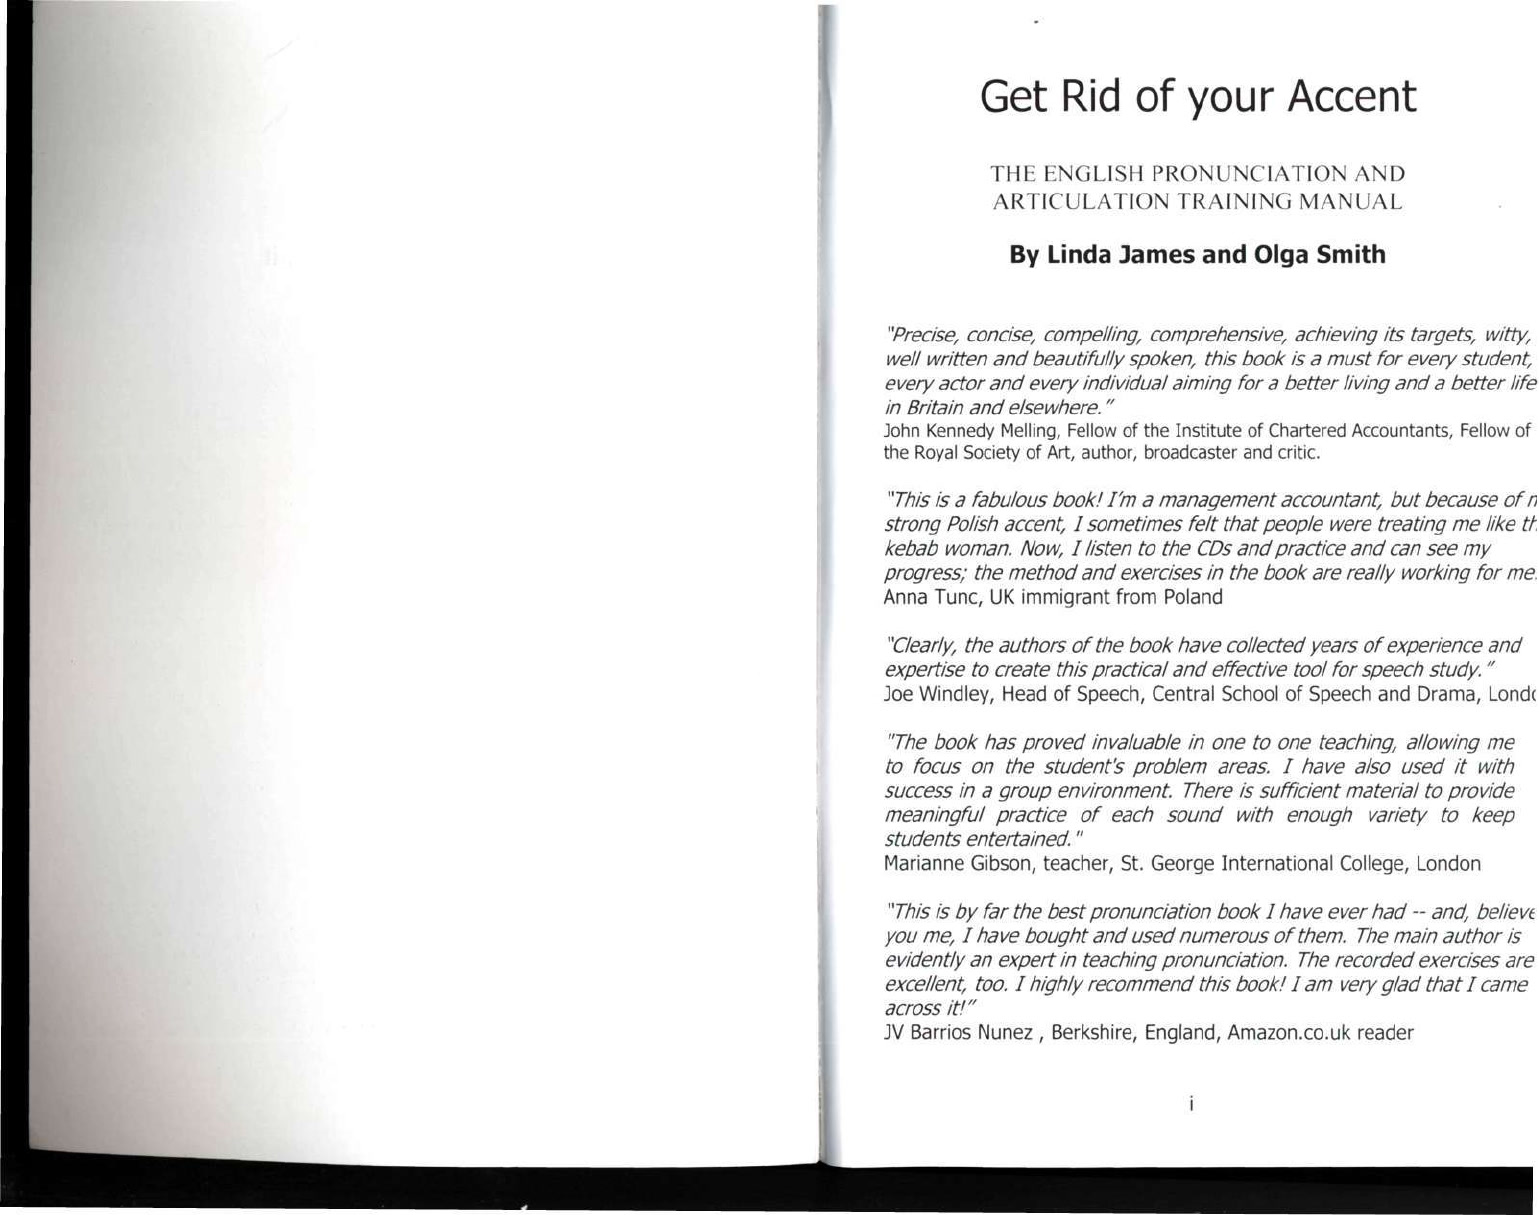 Get Rid of your Accent
THE ENGLISH PRONUNCIATION AND
ARTICULATION TRAINING MANUAL
By Linda James and Olga Smith
"Precise, concise, compelling, comprehensive, achieving its targets, witty,
well written and beautifully spoken, this book is a must for every student,
every actor and every individual aiming for a better living and a better life
in Britain and elsewhere."
John Kennedy Melling, Fellow of the Institute of Chartered Accountants, Fellow of
the Royal Society of Art, author, broadcaster and critic.
"This is a fabulous book! I'm a management accountant, but because of
strong Polish accent, I sometimes felt that people were treating me like
kebab woman. Now, I listen to the CDs and practice and can see my
progress; the method and exercises in the book are really working for me.
Anna Tunc, UK immigrant from Poland
"Clearly, the authors of the book have collected years of experience and
expertise to create this practical and effective tool for speech study."
Joe Windley, Head of Speech, Central School of Speech and Drama,
"The book has proved invaluable in one to one teaching, allowing me
to focus on the student's problem areas. I have also used it with
success in a group environment. There is sufficient material to provide
meaningful practice of each sound with enough variety to keep
students entertained."
Marianne Gibson, teacher, St. George International College, London
"This is by far the best pronunciation book I have ever had -- and, believe
you me, I have bought and used numerous of them. The main author is
evidently an expert in teaching pronunciation. The recorded exercises are
excellent, too. I highly recommend this book! I am very glad that I came
across it!"
JV Barrios Nunez , Berkshire, England, Amazon.co.uk reader
i